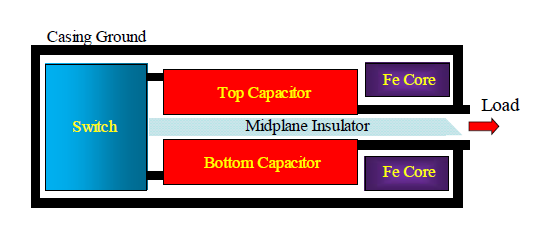 Casing Ground
Fe Core
Top Capacitor
Load
Switch
Midplane Insulator
Bottom Capacitor
Fe Core